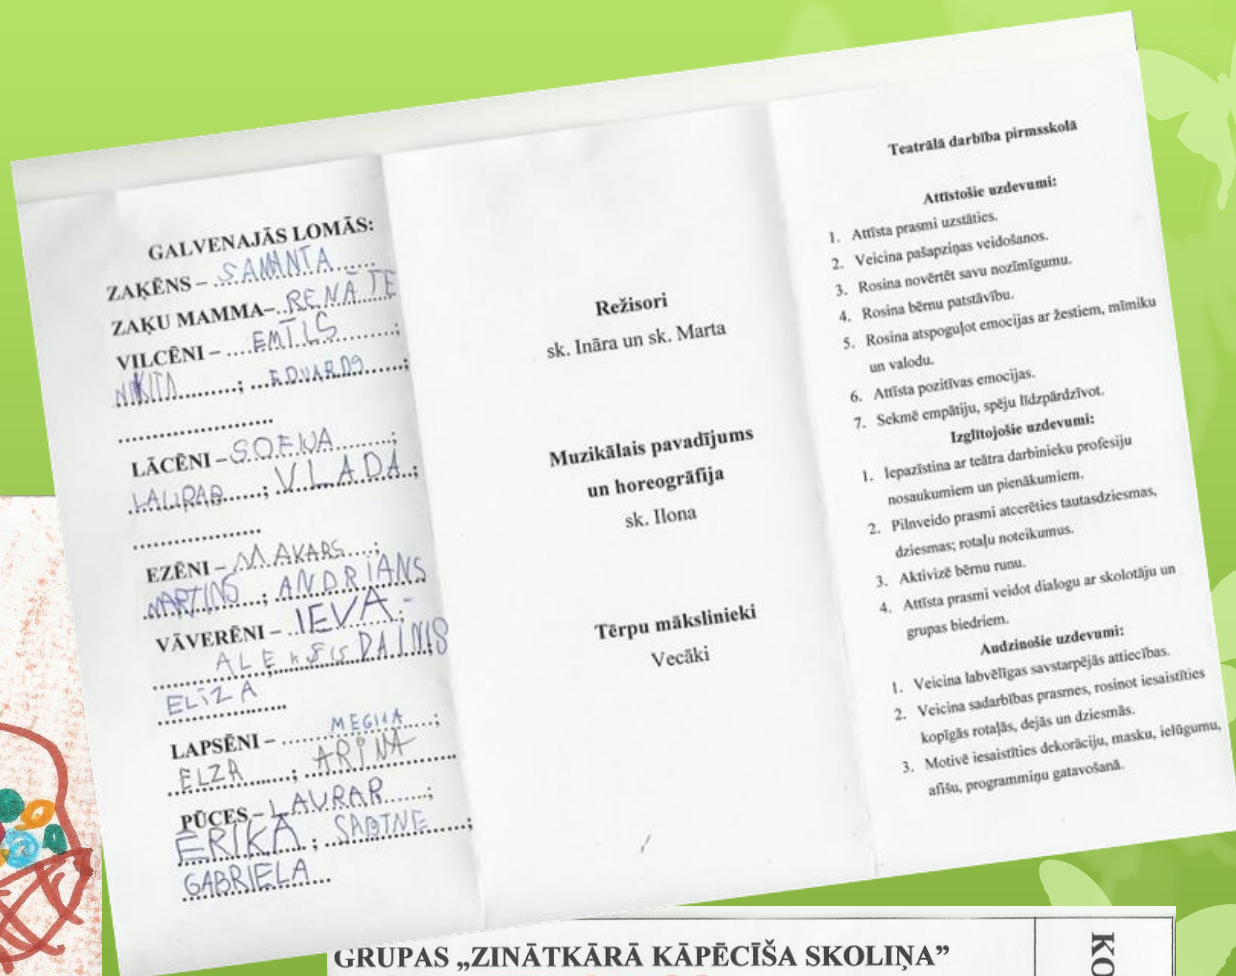 GALVENAJĀS LOMĀS:
ZAĶĒNS – SAMANTA
ZAĶU MAMMA– RENĀTE
VILCĒNI – EMĪLS ;
NIKITA ; EDVARDS ;
LĀCĒNI – SOFIJA ;
LAURAB ; VLADA ;
EZĒNI – MAKARS ;
MARTINS ; ANDRIANS
VĀVERĒNI – IEVA ;
ALEKSIS DAINIS ;
ELĪZA
LAPSĒNI – MEGIJA ;
ELZA ; ARINA
PŪCES – LAURAR ;
ĒRIKA ; SABINE ;
GABRIELA
Režisori
sk. Ināra un sk. Marta
Muzikālais pavadījums
un horeogrāfija
sk. Ilona
Tērpu mākslinieki
Vecāki
Teatrālā darbība pirmsskolā
Attīstošie uzdevumi:
1. Attīsta prasmi uzstāties.
2. Veicina pašapziņas veidošanos.
3. Rosina novērtēt savu nozīmīgumu.
4. Rosina bērnu patstāvību.
5. Rosina atspoguļot emocijas ar žestiem, mīmiku
un valodu.
6. Attīsta pozitīvas emocijas.
7. Sekmē empātiju, spēju līdzpārdzīvot.
Izglītojošie uzdevumi:
1. Iepazīstina ar teātra darbinieku profesiju
nosaukumiem un pienākumiem.
2. Pilnveido prasmi atcerēties tautasdziesmas,
dziesmas; rotaļu noteikumus.
3. Aktivizē bērnu runu.
4. Attīsta prasmi veidot dialogu ar skolotāju un
grupas biedriem.
Audzinošie uzdevumi:
1. Veicina labvēlīgas savstarpējās attiecības.
2. Veicina sadarbības prasmes, rosinot iesaistīties
kopīgās rotaļās, dejās un dziesmās.
3. Motivē iesaistīties dekorāciju, masku, ielūgumu,
afišu, programmiņu gatavošanā.
GRUPAS „ZINĀTKĀRĀ KĀPĒCĪŠA SKOLIŅA”
KO